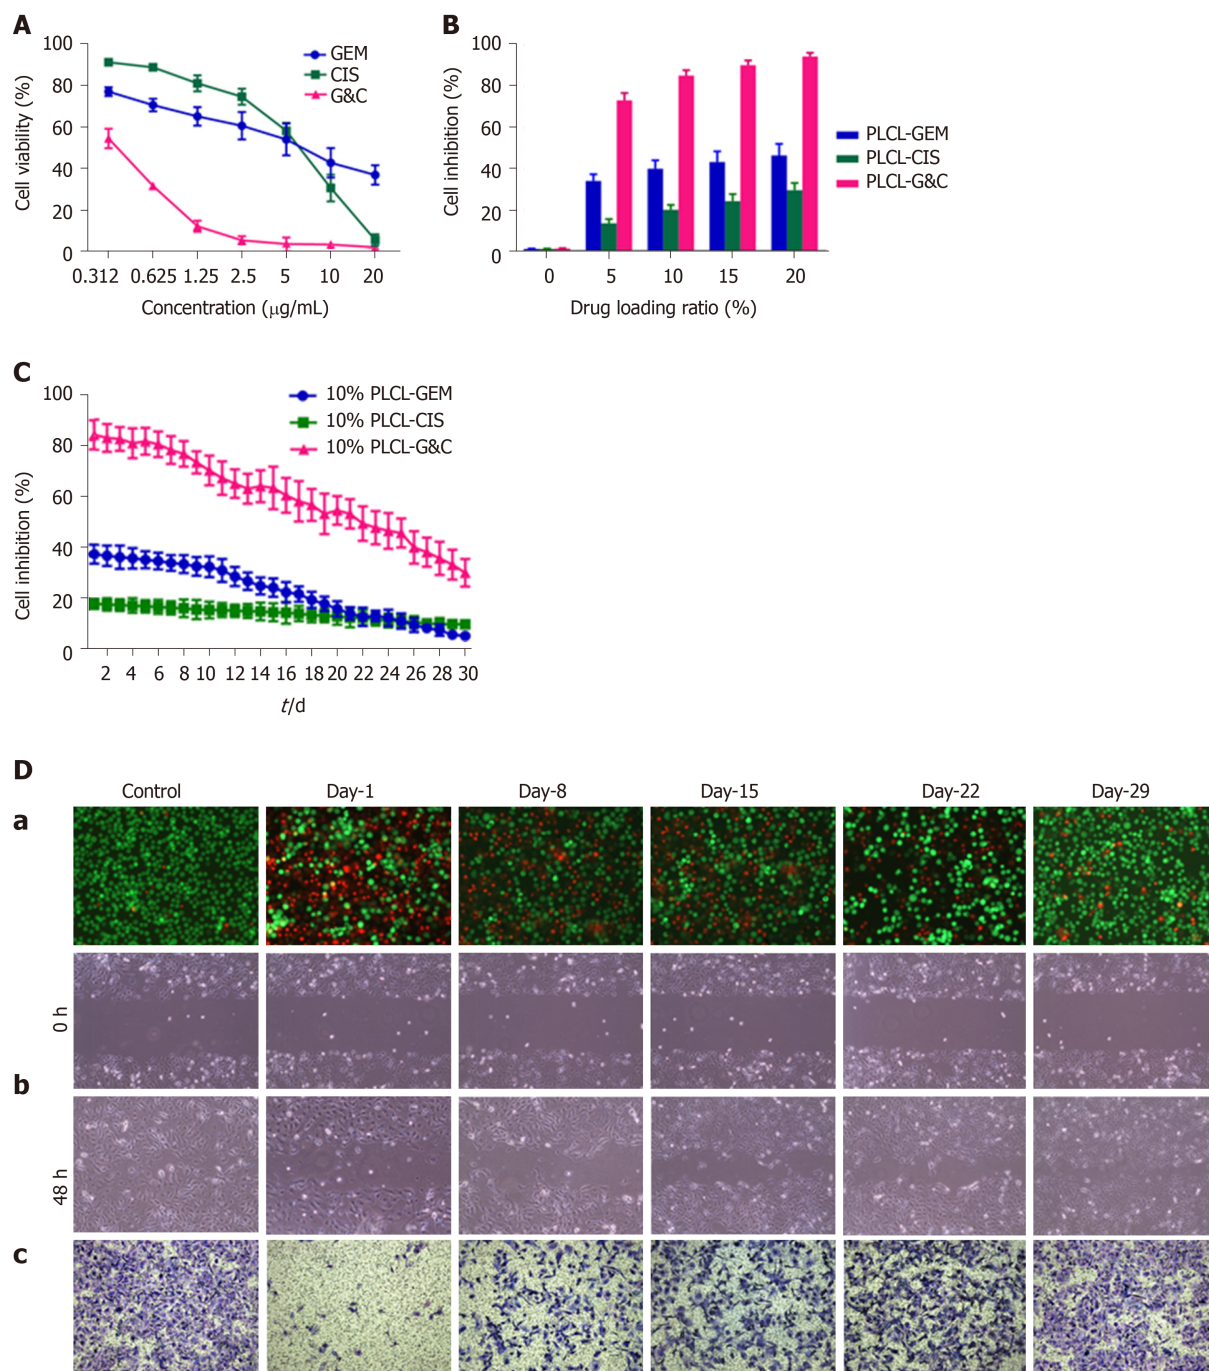 A
100
80
60
40
20
0
Cell viability (%)
GEM
CIS
G&C
0.312 0.625 1.25 2.5 5 10 20
Concentration (μg/mL)
B
100
80
60
40
20
0
Cell inhibition (%)
PLCL-GEM
PLCL-CIS
PLCL-G&C
0 5 10 15 20
Drug loading ratio (%)
C
100
80
60
40
20
0
Cell inhibition (%)
10% PLCL-GEM
10% PLCL-CIS
10% PLCL-G&C
2 4 6 8 10 12 14 16 18 20 22 24 26 28 30
t/d
D
Control Day-1 Day-8 Day-15 Day-22 Day-29
a
0 h
b
48 h
c